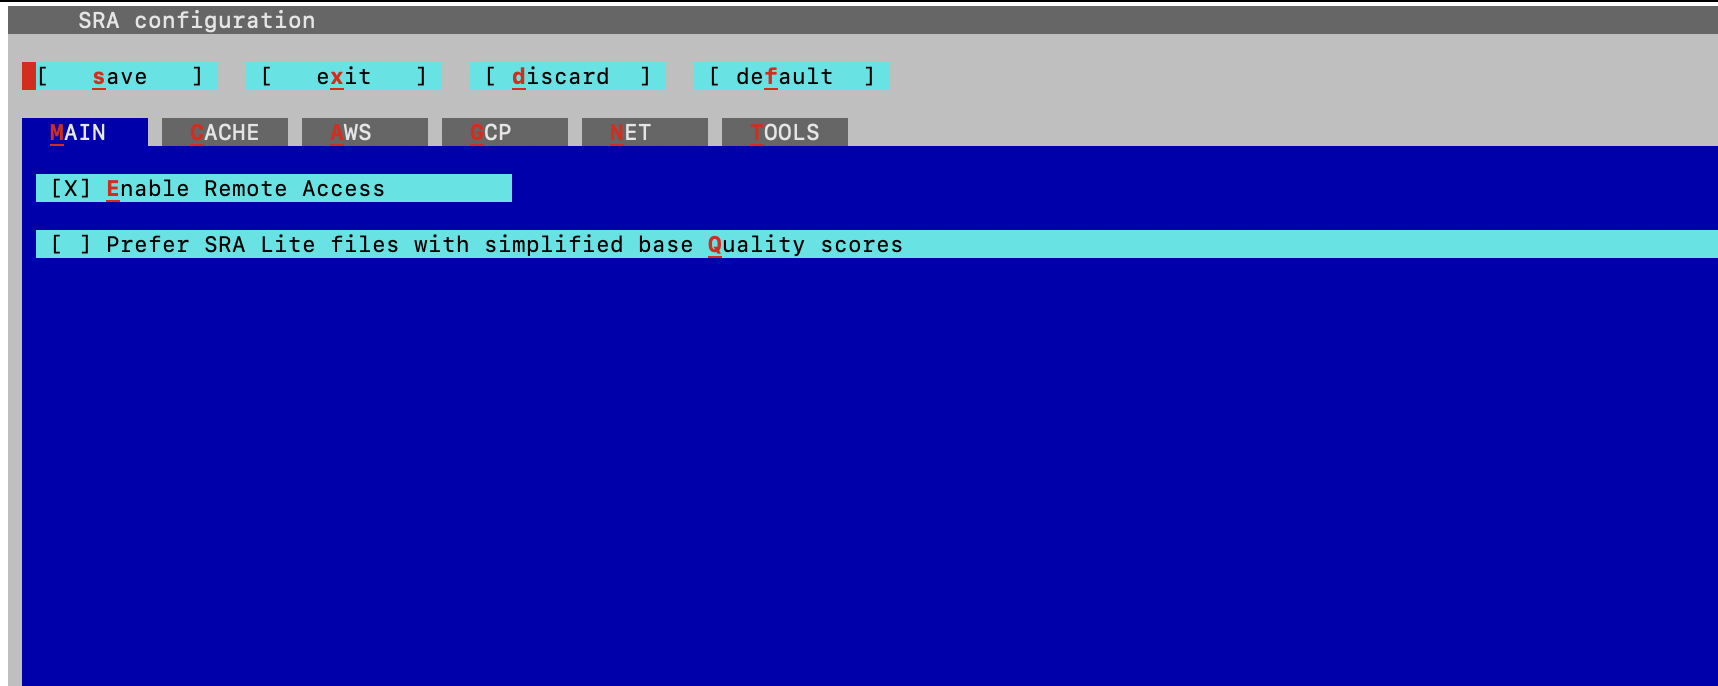 SRA configuration
[ save ] [ exit ] [ discard ] [ default ]
MAIN CACHE AWS GCP NET TOOLS
[X] Enable Remote Access
[ ] Prefer SRA Lite files with simplified base Quality scores